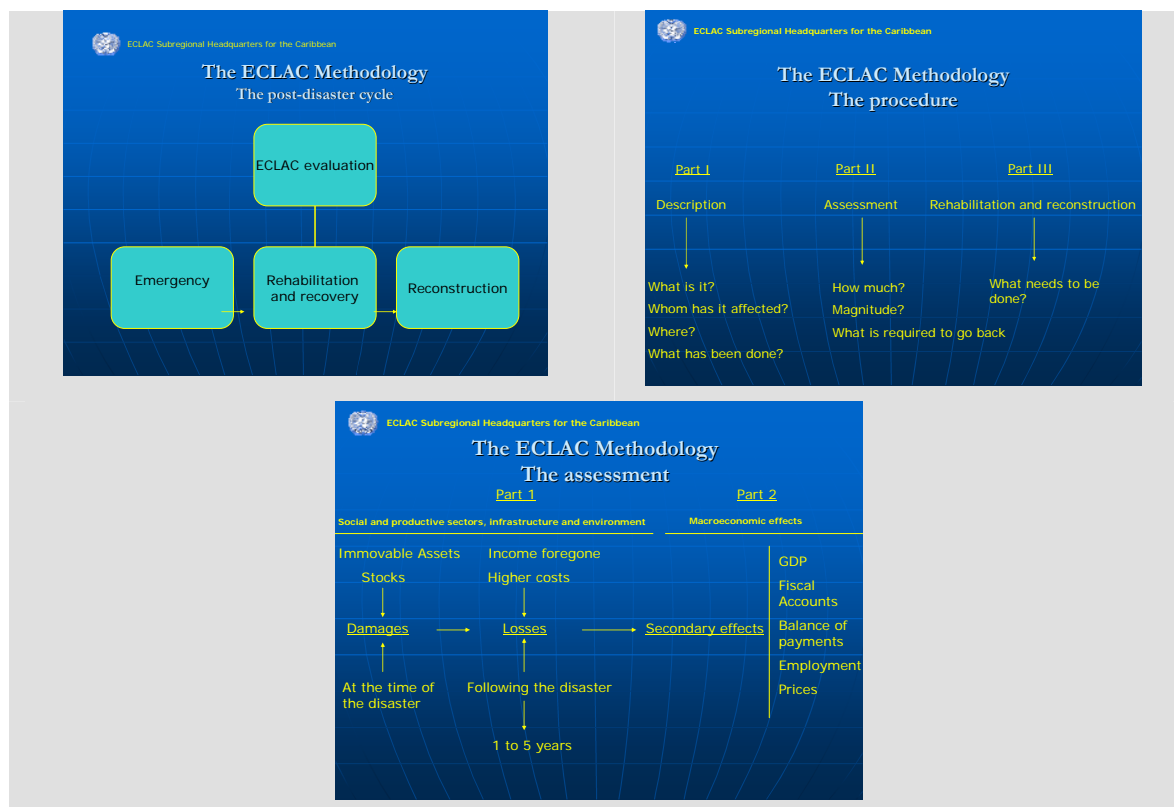 ECLAC Subregional Headquarters for the Caribbean
The ECLAC Methodology
The post-disaster cycle
ECLAC evaluation
Emergency
Rehabilitation
and recovery
Reconstruction
ECLAC Subregional Headquarters for the Caribbean
The ECLAC Methodology
The procedure
Part I
Part II
Part III
Description
Assessment
Rehabilitation and reconstruction
What is it?
Whom has it affected?
Where?
What has been done?
How much?
Magnitude?
What is required to go back
What needs to be
done?
ECLAC Subregional Headquarters for the Caribbean
The ECLAC Methodology
The assessment
Part 1
Part 2
Social and productive sectors, infrastructure and environment
Macroeconomic effects
Immovable Assets
Stocks
Income foregone
Higher costs
Damages
Losses
Secondary effects
At the time of
the disaster
Following the disaster
1 to 5 years
GDP
Fiscal
Accounts
Balance of
payments
Employment
Prices